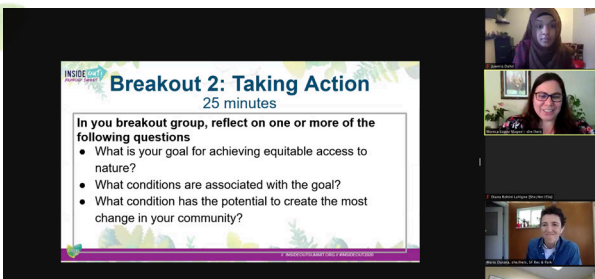 INSIDE OUT!
Breakout 2: Taking Action
25 minutes
In you breakout group, reflect on one or more of the
following questions
● What is your goal for achieving equitable access to
nature?
● What conditions are associated with the goal?
● What condition has the potential to create the most
change in your community?